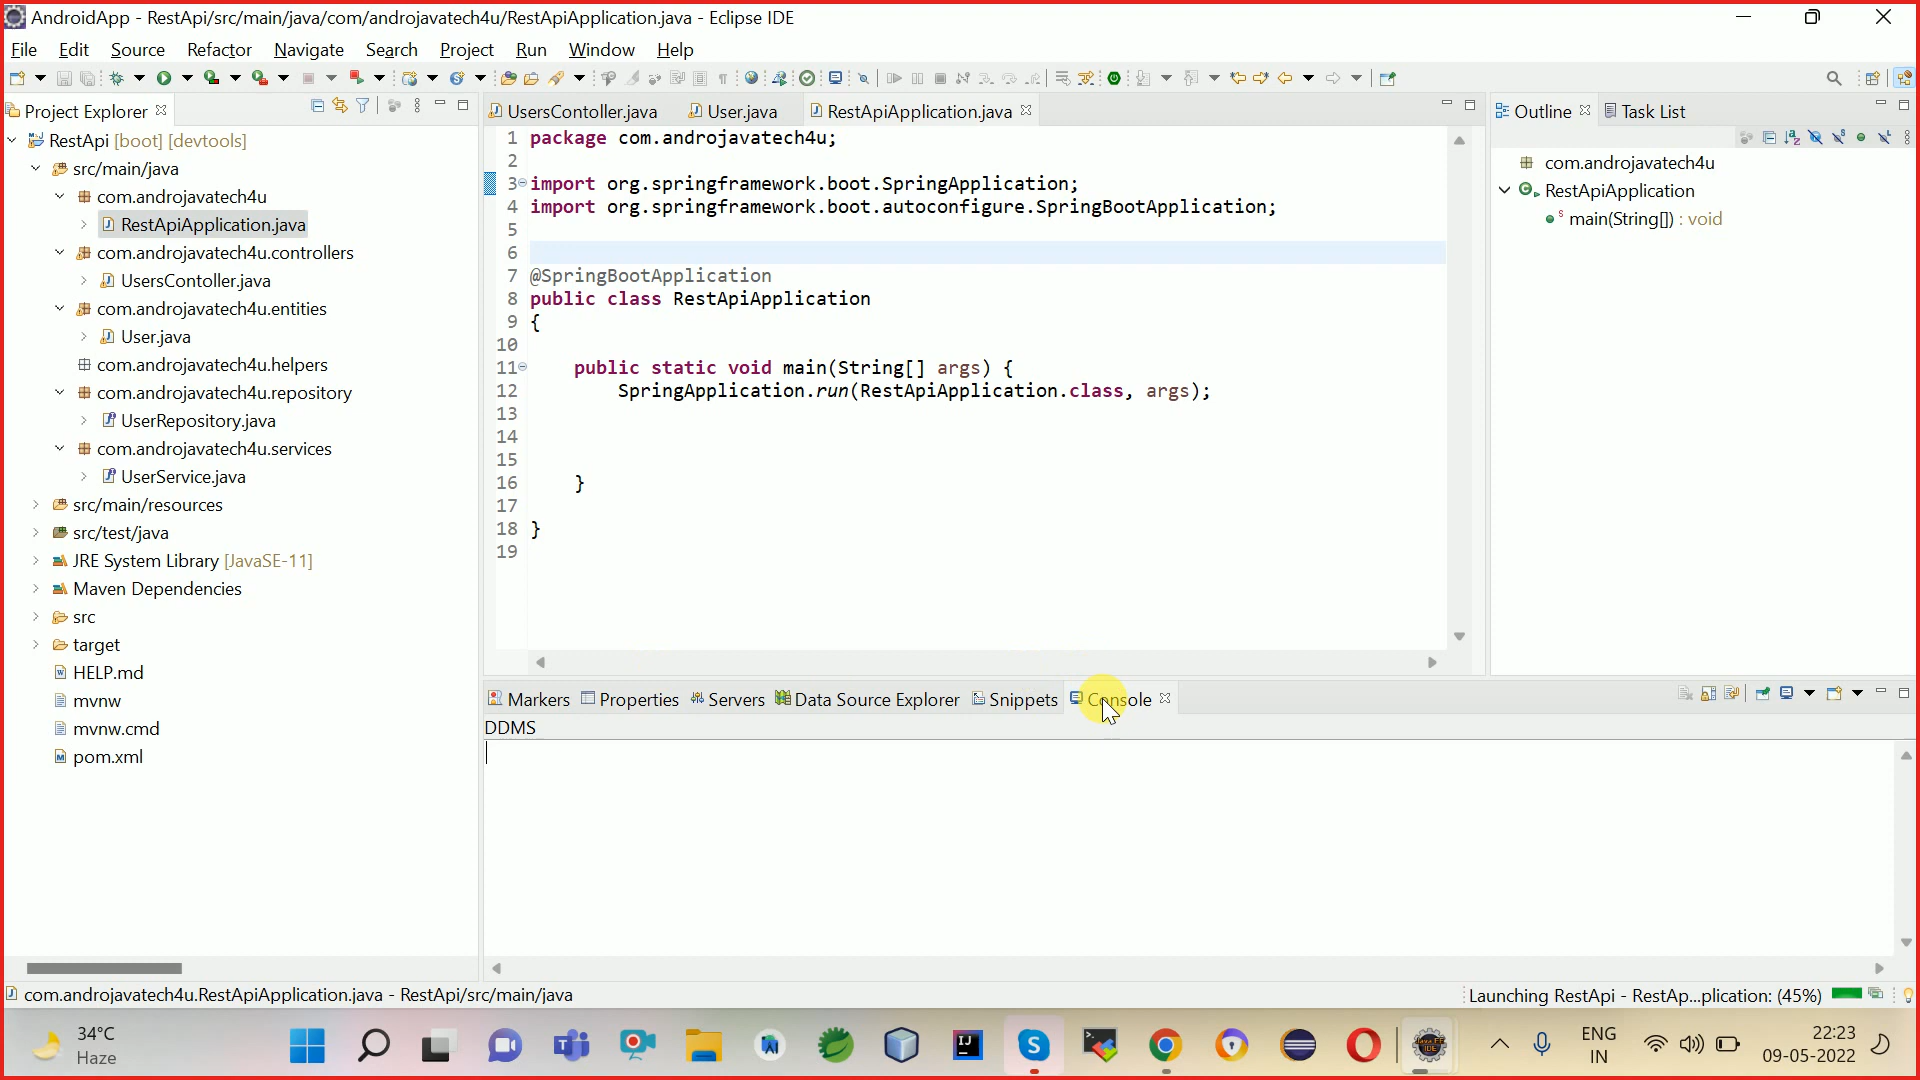 AndroidApp - RestApi/src/main/java/com/androjavatech4u/RestApiApplication.java - Eclipse IDE
File Edit Source Refactor Navigate Search Project Run Window Help
Project Explorer
RestApi [boot] [devtools]
src/main/java
com.androjavatech4u
RestApiApplication.java
com.androjavatech4u.controllers
UsersContoller.java
com.androjavatech4u.entities
User.java
com.androjavatech4u.helpers
com.androjavatech4u.repository
UserRepository.java
com.androjavatech4u.services
UserService.java
src/main/resources
src/test/java
JRE System Library [JavaSE-11]
Maven Dependencies
src
target
HELP.md
mvnw
mvnw.cmd
pom.xml
UsersContoller.java User.java RestApiApplication.java
1 package com.androjavatech4u;
2
3 import org.springframework.boot.SpringApplication;
4 import org.springframework.boot.autoconfigure.SpringBootApplication;
5
6
7 @SpringBootApplication
8 public class RestApiApplication
9 {
10
11 public static void main(String[] args) {
12 SpringApplication.run(RestApiApplication.class, args);
13
14
15
16 }
17
18 }
19
Outline Task List
com.androjavatech4u
RestApiApplication
main(String[]) : void
Markers Properties Servers Data Source Explorer Snippets Console
DDMS
com.androjavatech4u.RestApiApplication.java - RestApi/src/main/java
Launching RestApi - RestAp...plication: (45%)
34°C
Haze
ENG
IN
22:23
09-05-2022